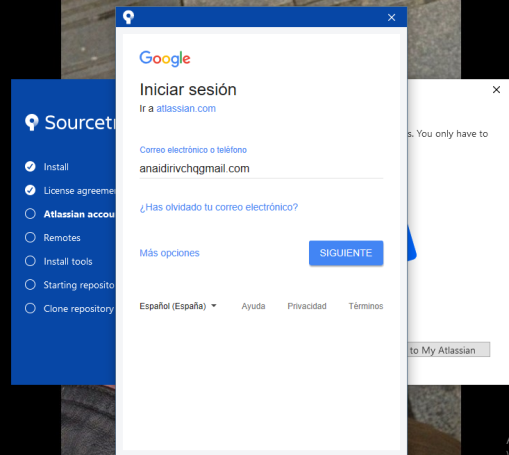 Google
Iniciar sesión
Ir a atlassian.com
Correo electrónico o teléfono
anaidirivchqgmail.com
¿Has olvidado tu correo electrónico?
Más opciones
SIGUIENTE
Español (España)
Ayuda
Privacidad
Términos
Sourcet
Install
License agreeme
Atlassian accou
Remotes
Install tools
Starting reposito
Clone repository
s. You only have to
to My Atlassian